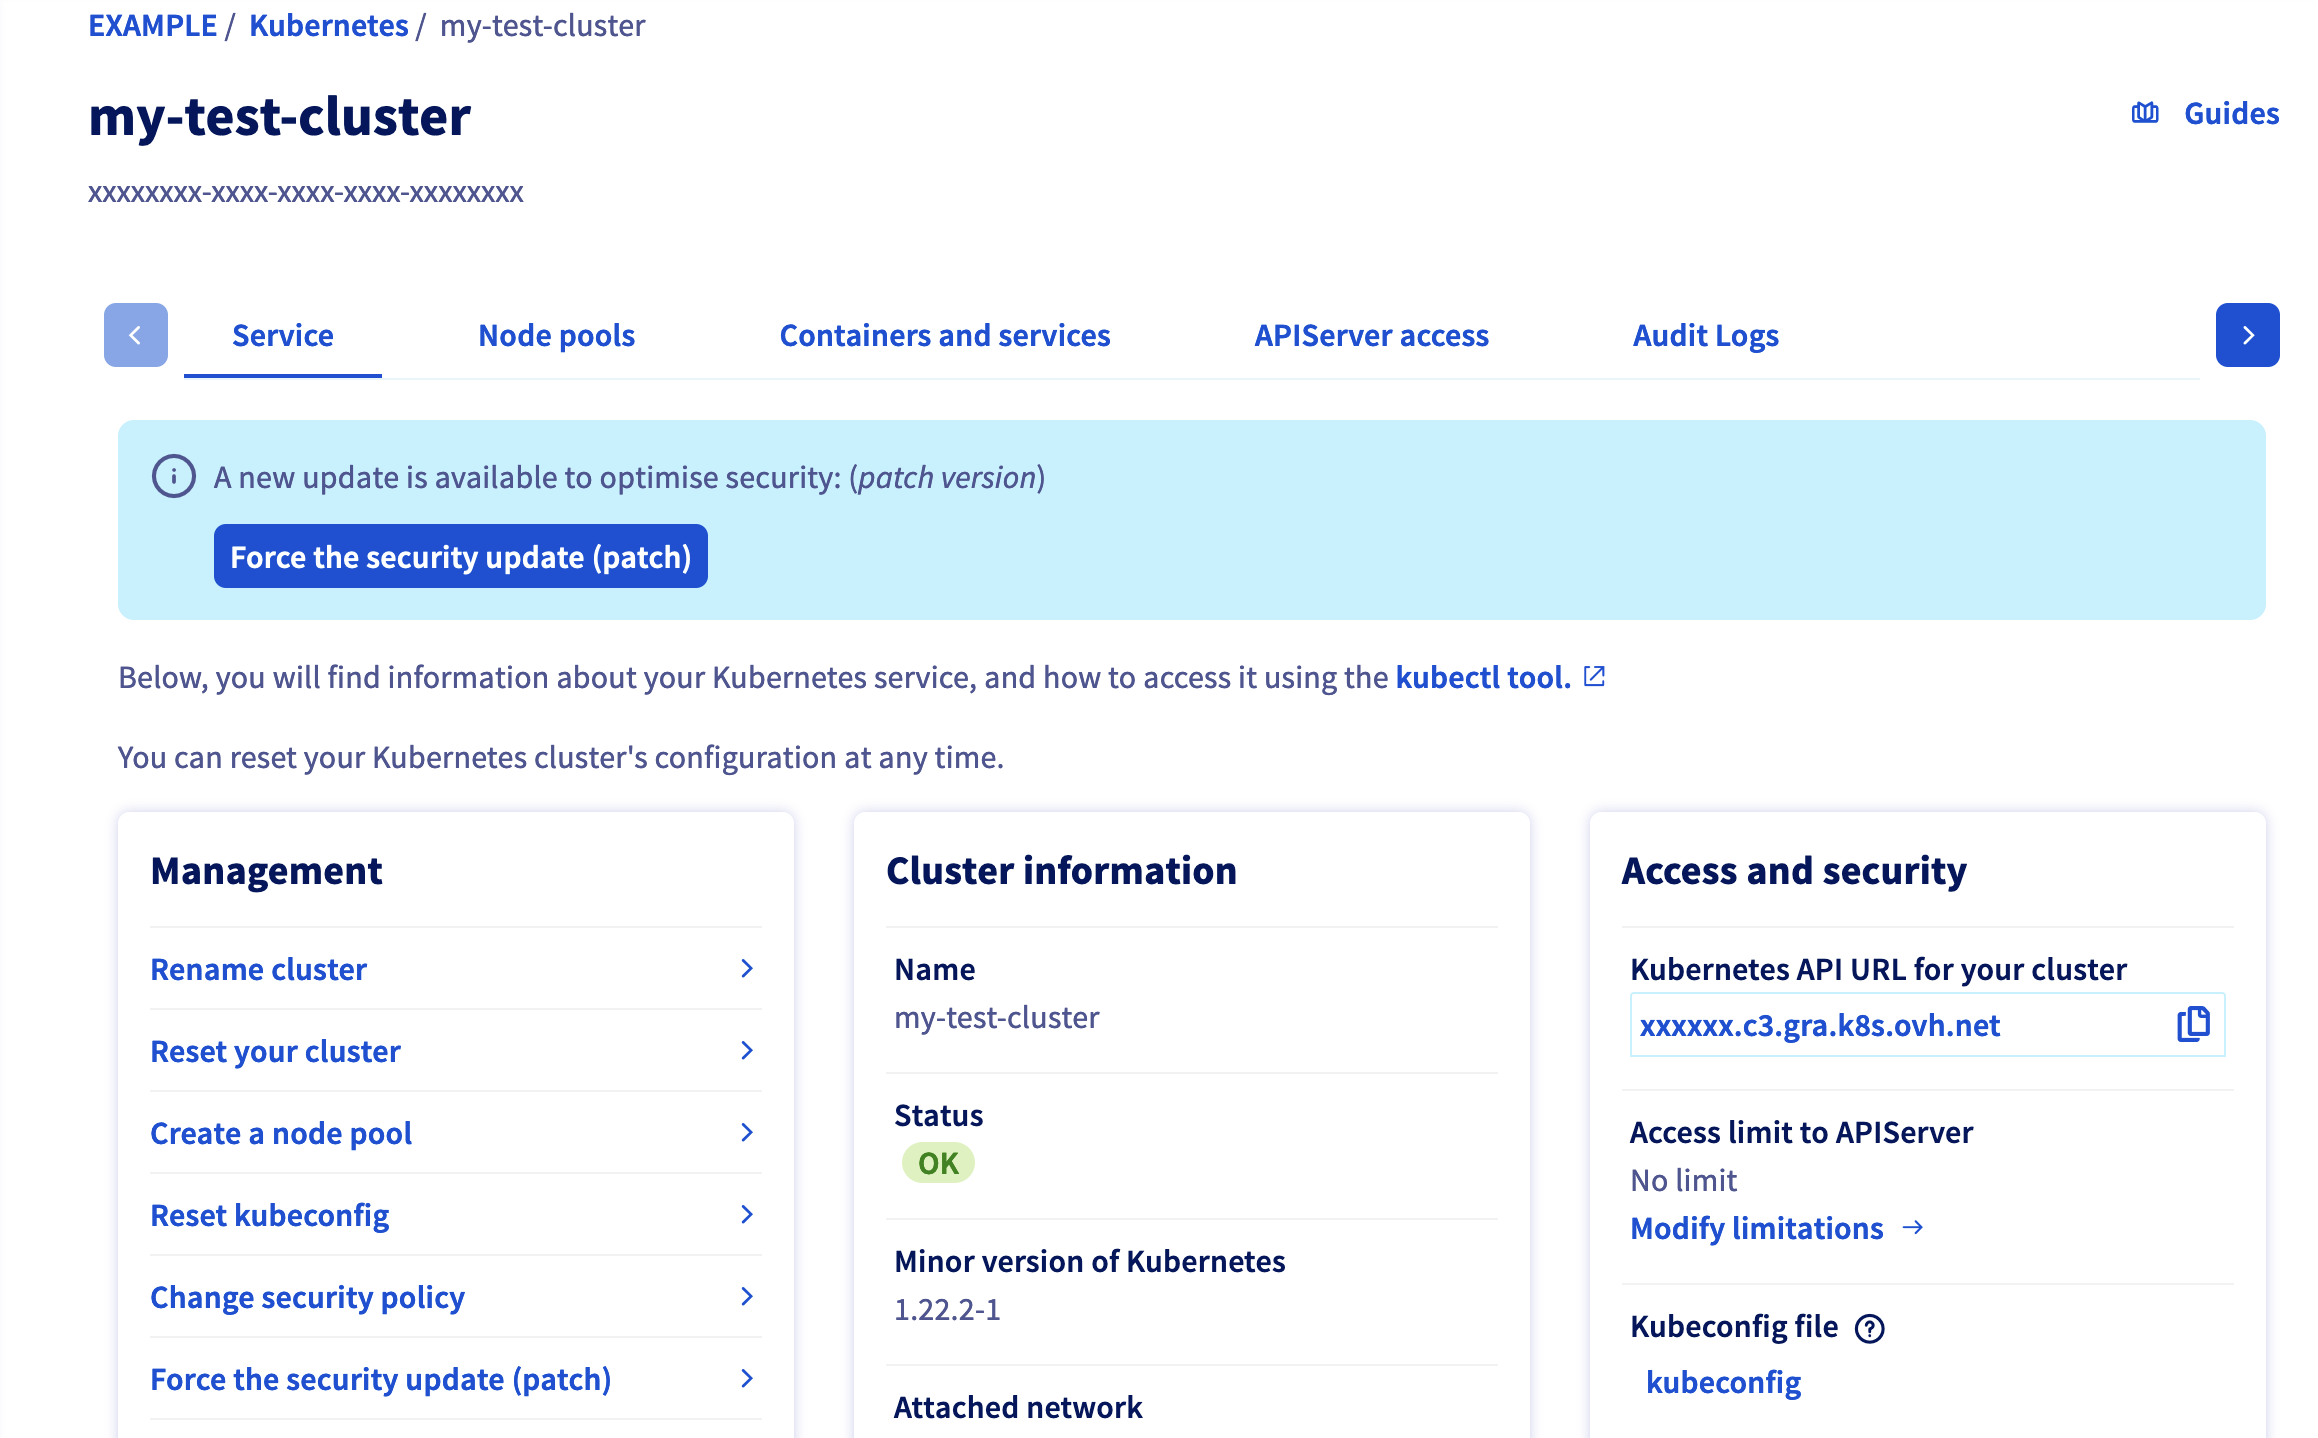 EXAMPLE / Kubernetes / my-test-cluster
my-test-cluster
Guides
xxxxxxxx-xxxx-xxxx-xxxx-xxxxxxxx
Service Node pools Containers and services APIServer access Audit Logs
A new update is available to optimise security: (patch version)
Force the security update (patch)
Below, you will find information about your Kubernetes service, and how to access it using the kubectl tool.
You can reset your Kubernetes cluster's configuration at any time.
Management
Rename cluster
Reset your cluster
Create a node pool
Reset kubeconfig
Change security policy
Force the security update (patch)
Cluster information
Name
my-test-cluster
Status
OK
Minor version of Kubernetes
1.22.2-1
Attached network
Access and security
Kubernetes API URL for your cluster
xxxxxx.c3.gra.k8s.ovh.net
Access limit to APIServer
No limit
Modify limitations →
Kubeconfig file
kubeconfig